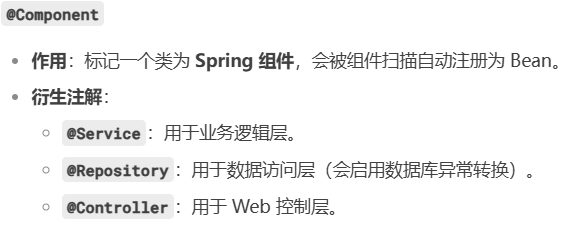 @Component
作用：标记一个类为 Spring 组件，会被组件扫描自动注册为 Bean。
衍生注解：
@Service：用于业务逻辑层。
@Repository：用于数据访问层（会启用数据库异常转换）。
@Controller：用于 Web 控制层。